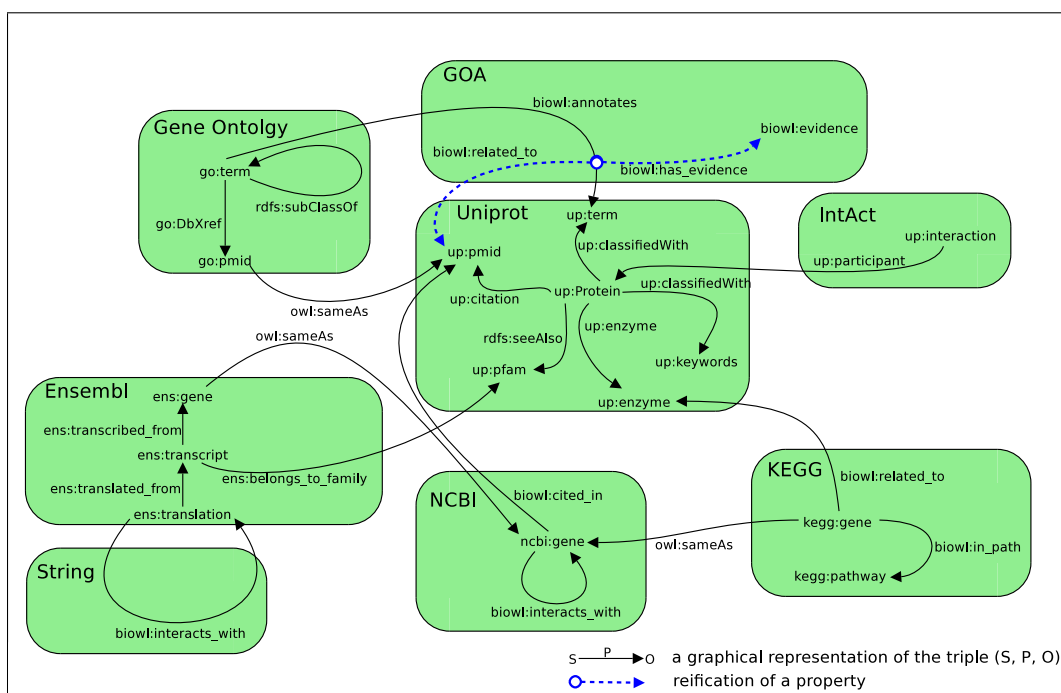 GOA
biowl:annotates
biowl:evidence
biowl:related_to
biowl:has_evidence
Gene Ontolgy
go:term
rdfs:subClassOf
go:DbXref
go:pmid
Uniprot
up:term
up:classifiedWith
up:pmid
up:citation
up:Protein
up:classifiedWith
up:enzyme
rdfs:seeAlso
up:pfam
up:keywords
up:enzyme
IntAct
up:interaction
up:participant
owl:sameAs
owl:sameAs
Ensembl
ens:gene
ens:transcribed_from
ens:transcript
ens:translated_from
ens:belongs_to_family
ens:translation
String
biowl:interacts_with
NCBI
biowl:cited_in
ncbi:gene
biowl:interacts_with
owl:sameAs
KEGG
biowl:related_to
kegg:gene
biowl:in_path
kegg:pathway
S P O a graphical representation of the triple (S, P, O)
reification of a property